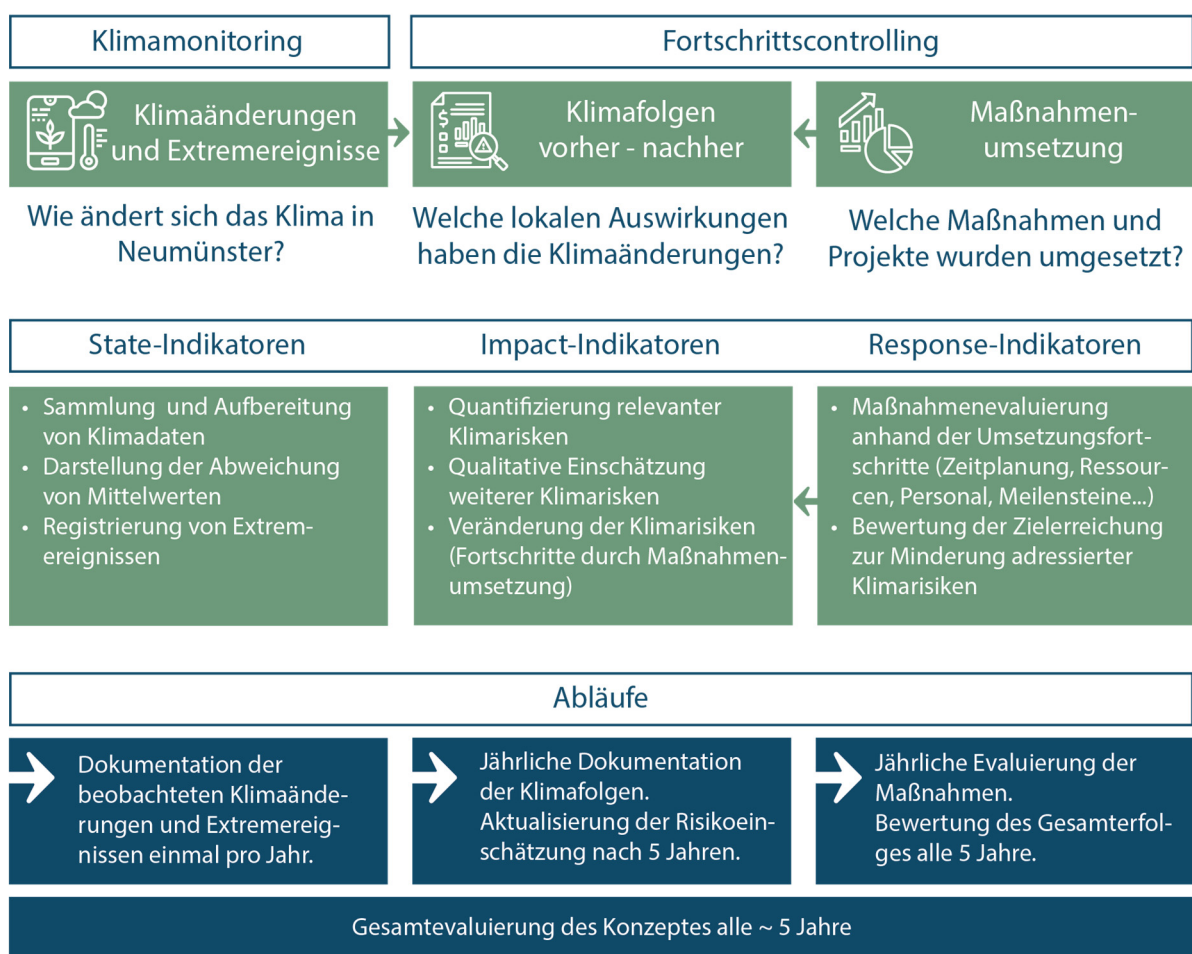 Klimamonitoring
Fortschrittscontrolling
Klimaänderungen
und Extremereignisse
Klimafolgen
vorher - nachher
Maßnahmen-
umsetzung
Wie ändert sich das Klima in
Neumünster?
Welche lokalen Auswirkungen
haben die Klimaänderungen?
Welche Maßnahmen und
Projekte wurden umgesetzt?
State-Indikatoren
Impact-Indikatoren
Response-Indikatoren
• Sammlung und Aufbereitung
von Klimadaten
• Darstellung der Abweichung
von Mittelwerten
• Registrierung von Extrem-
ereignissen
• Quantifizierung relevanter
Klimarisken
• Qualitative Einschätzung
weiterer Klimarisken
• Veränderung der Klimarisiken
(Fortschritte durch Maßnahmen-
umsetzung)
• Maßnahmenevaluierung
anhand der Umsetzungsfort-
schritte (Zeitplanung, Ressour-
cen, Personal, Meilensteine...)
• Bewertung der Zielerreichung
zur Minderung adressierter
Klimarisiken
Abläufe
Dokumentation der
beobachteten Klimaände-
rungen und Extremereig-
nissen einmal pro Jahr.
Jährliche Dokumentation
der Klimafolgen.
Aktualisierung der Risikoein-
schätzung nach 5 Jahren.
Jährliche Evaluierung der
Maßnahmen.
Bewertung des Gesamterfol-
ges alle 5 Jahre.
Gesamtevaluierung des Konzeptes alle ~ 5 Jahre